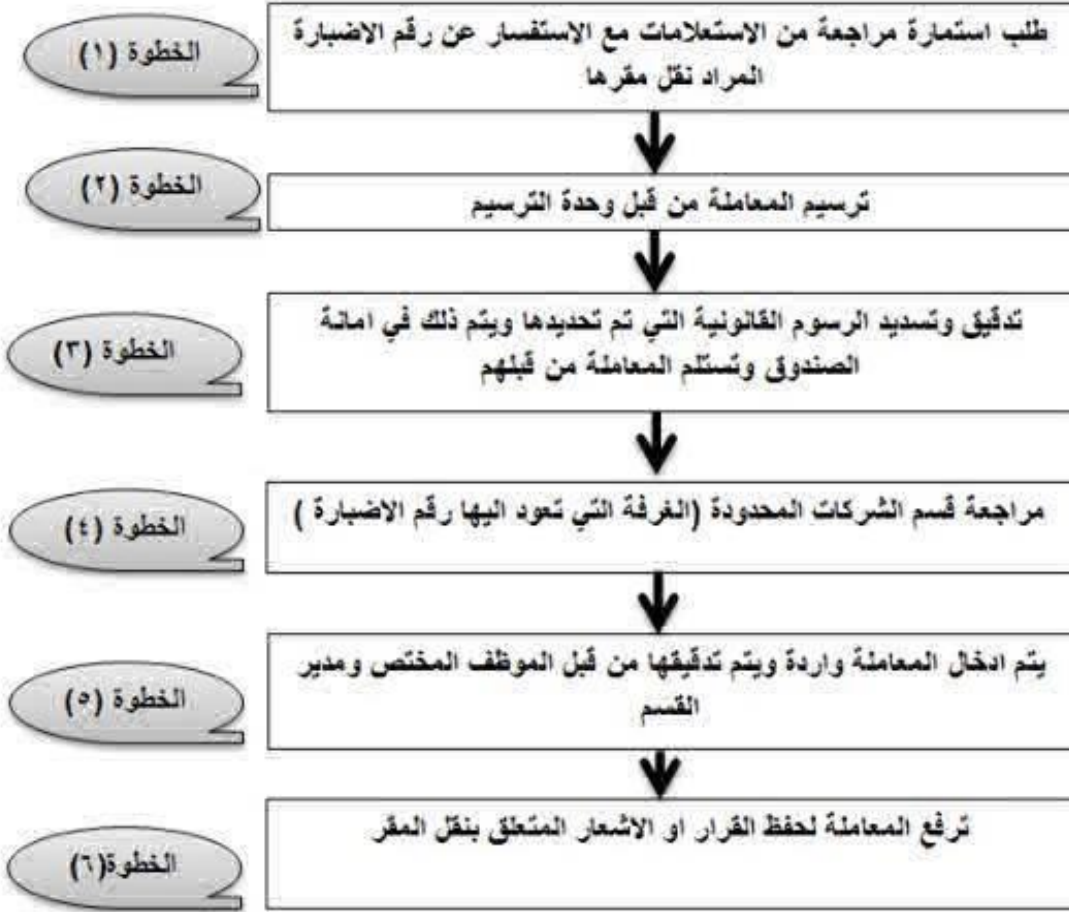 الخطوة (١)
طلب استمارة مراجعة من الاستعلامات مع الاستفسار عن رقم الاضبارة
المراد نقل مقرها
الخطوة (٢)
ترسيم المعاملة من قبل وحدة الترسيم
الخطوة (٣)
تدقيق وتسديد الرسوم القانونية التي تم تحديدها ويتم ذلك في امانة
الصندوق وتستلم المعاملة من قبلهم
الخطوة (٤)
مراجعة قسم الشركات المحدودة (الغرفة التي تعود اليها رقم الاضبارة )
الخطوة (٥)
يتم ادخال المعاملة واردة ويتم تدقيقها من قبل الموظف المختص ومدير
القسم
الخطوة(٦)
ترفع المعاملة لحفظ القرار او الاشعار المتعلق بنقل المقر